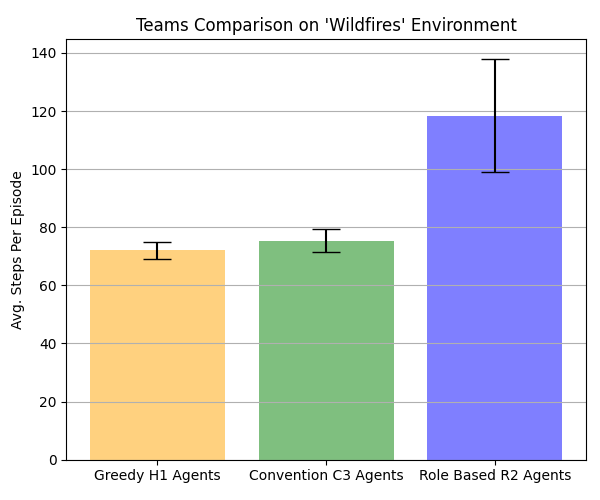 Teams Comparison on 'Wildfires' Environment
Avg. Steps Per Episode
140
120
100
80
60
40
20
0
Greedy H1 Agents
Convention C3 Agents
Role Based R2 Agents